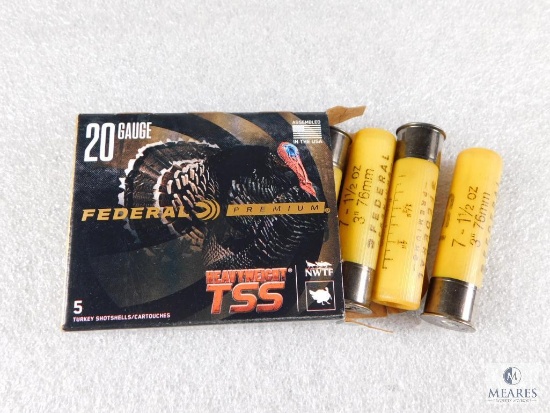 20 GAUGE
ASSEMBLED
IN THE USA
FEDERAL PREMIUM
HEAVYWEIGHT®
TSS
NWTF
5
TURKEY SHOTSHELLS/CARTOUCHES
7 - 1½ oz
3" 76mm
FEDERAL
7 - 1½ oz
3" 76mm
M
MEARES